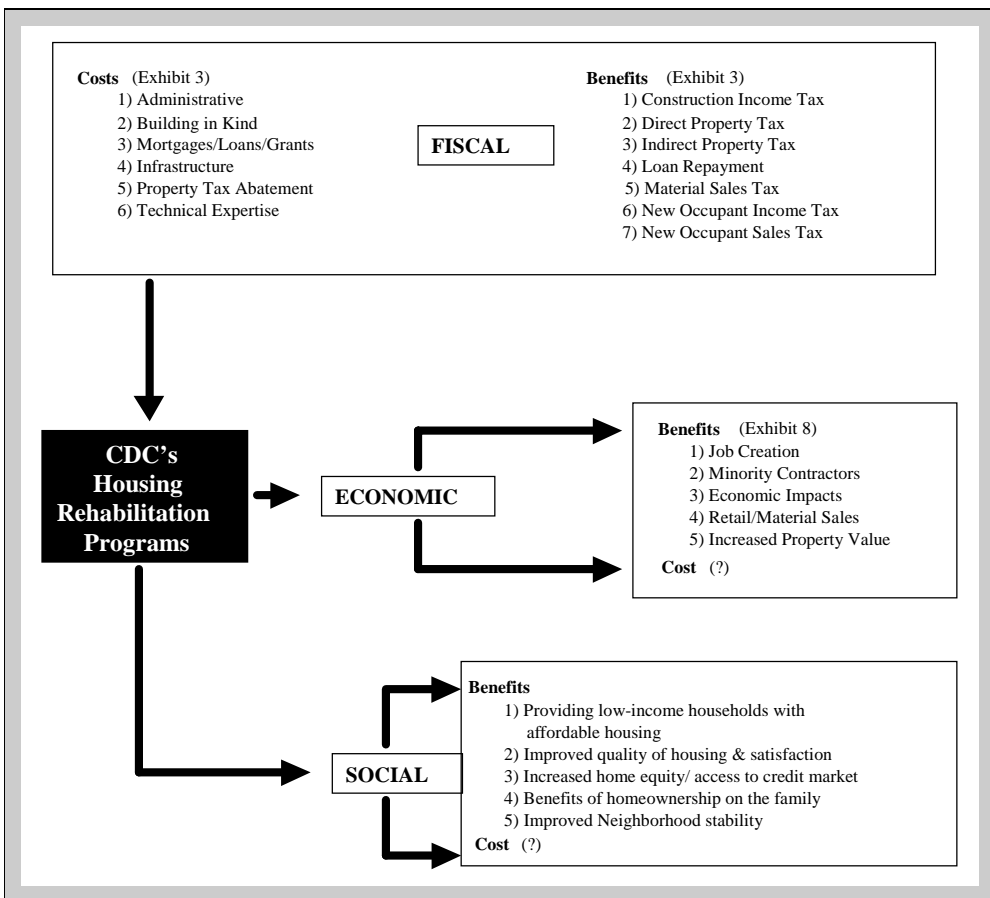 Costs (Exhibit 3)
1) Administrative
2) Building in Kind
3) Mortgages/Loans/Grants
4) Infrastructure
5) Property Tax Abatement
6) Technical Expertise
FISCAL
Benefits (Exhibit 3)
1) Construction Income Tax
2) Direct Property Tax
3) Indirect Property Tax
4) Loan Repayment
5) Material Sales Tax
6) New Occupant Income Tax
7) New Occupant Sales Tax
CDC's
Housing
Rehabilitation
Programs
ECONOMIC
Benefits (Exhibit 8)
1) Job Creation
2) Minority Contractors
3) Economic Impacts
4) Retail/Material Sales
5) Increased Property Value
Cost (?)
SOCIAL
Benefits
1) Providing low-income households with
affordable housing
2) Improved quality of housing & satisfaction
3) Increased home equity/ access to credit market
4) Benefits of homeownership on the family
5) Improved Neighborhood stability
Cost (?)